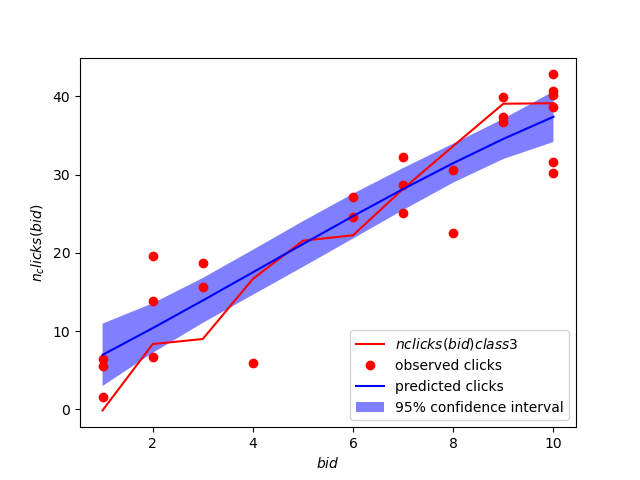 40
30
20
10
0
n_clicks(bid)
nclicks(bid)class3
observed clicks
predicted clicks
95% confidence interval
2 4 6 8 10
bid